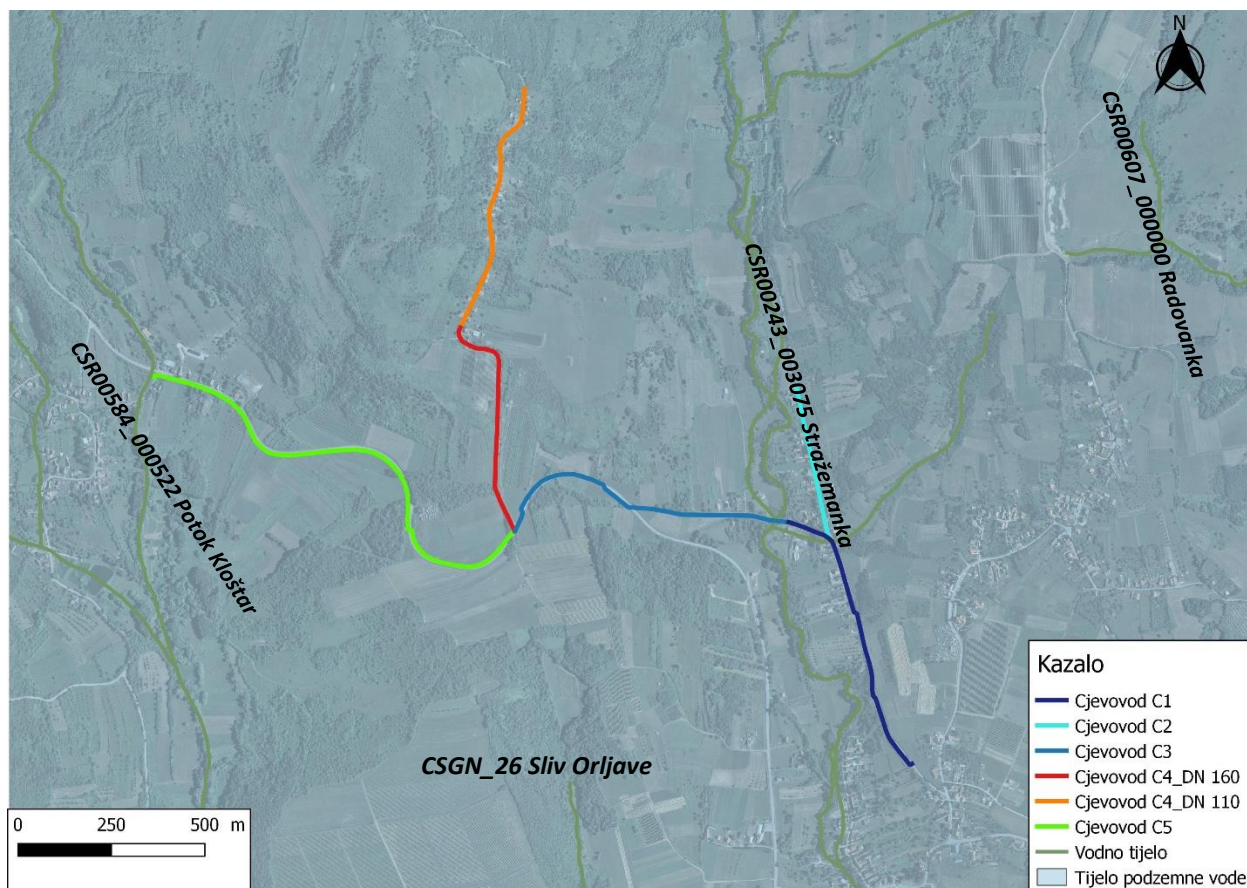 N
CSR00607_000000 Radovanka
CSR00243_003075 Stražemanka
CSR00584_000522 Potok Kloštar
CSGN_26 Sliv Orljave
Kazalo
Cjevovod C1
Cjevovod C2
Cjevovod C3
Cjevovod C4_DN 160
Cjevovod C4_DN 110
Cjevovod C5
Vodno tijelo
Tijelo podzemne vode
0 250 500 m